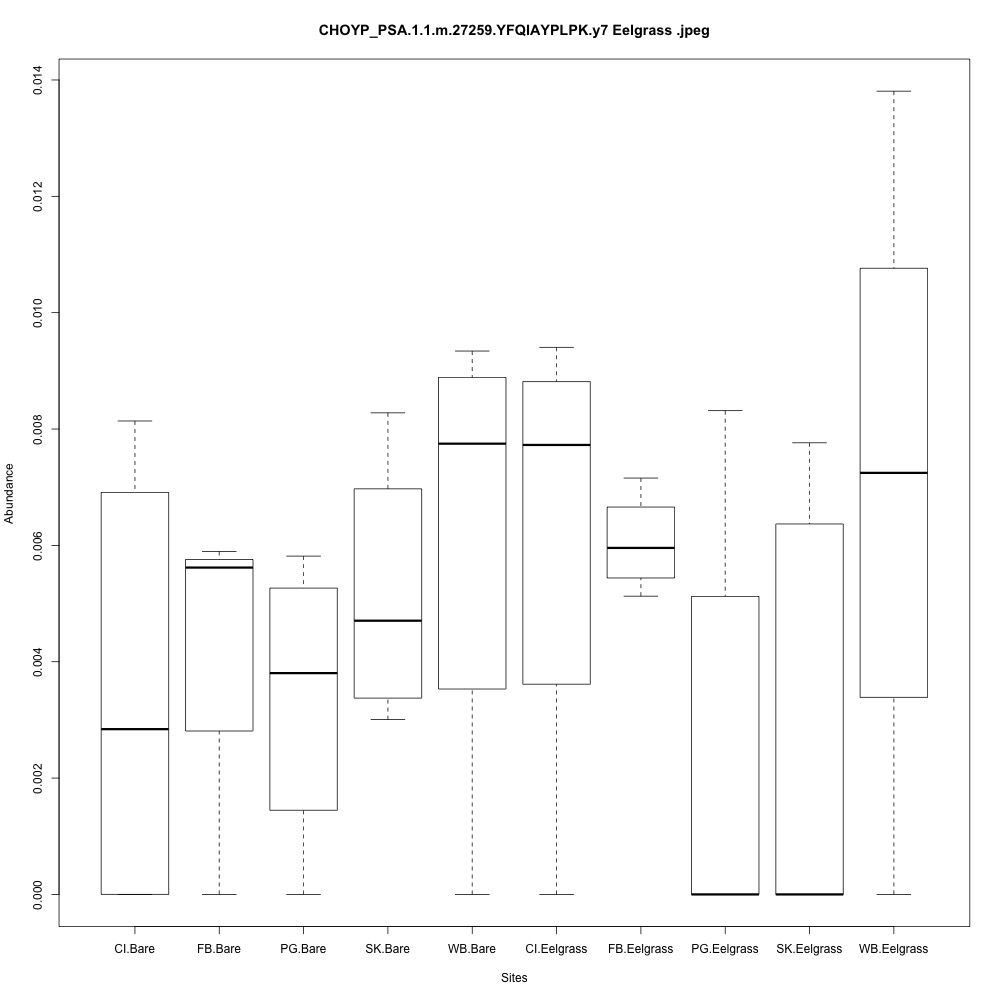 CHOYP_PSA.1.1.m.27259.YFQIAYPLPK.y7 Eelgrass .jpeg
0.014
0.012
0.010
0.008
0.006
0.004
0.002
0.000
Abundance
CI.Bare FB.Bare PG.Bare SK.Bare WB.Bare CI.Eelgrass FB.Eelgrass PG.Eelgrass SK.Eelgrass WB.Eelgrass
Sites